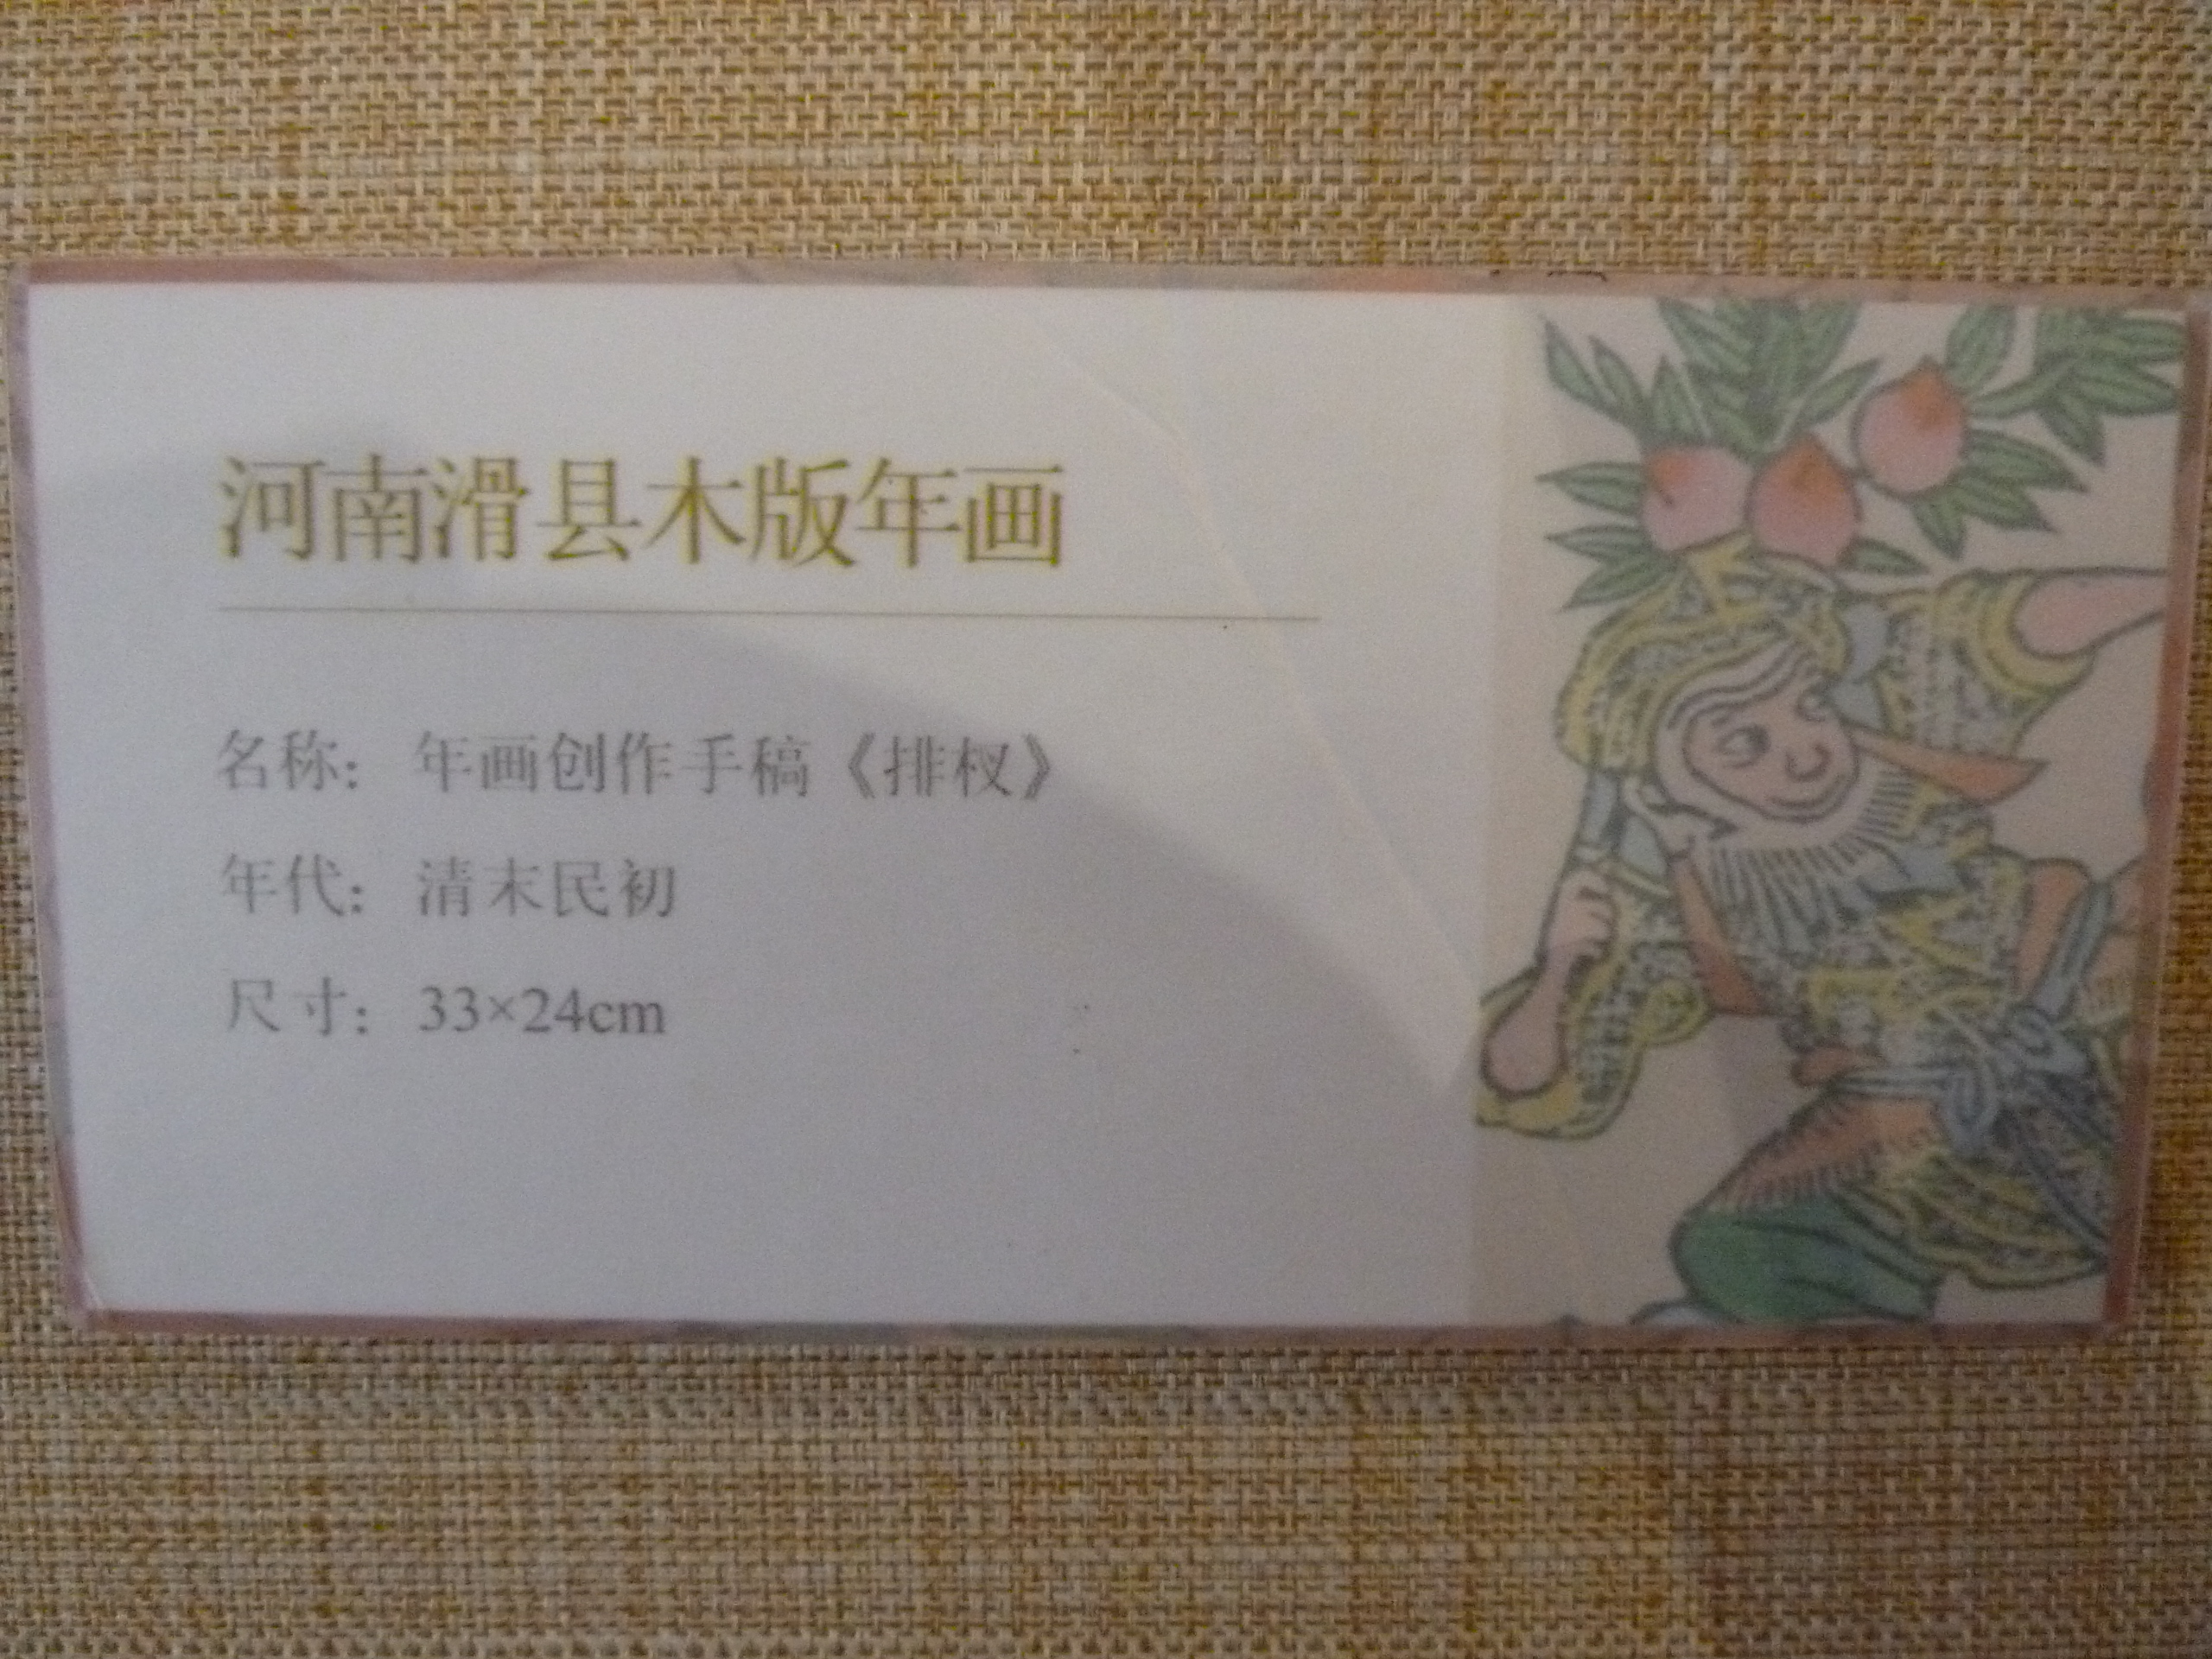 河南滑县木版年画
名称： 年画创作手稿《排杈》
年代： 清末民初
尺寸： 33×24cm